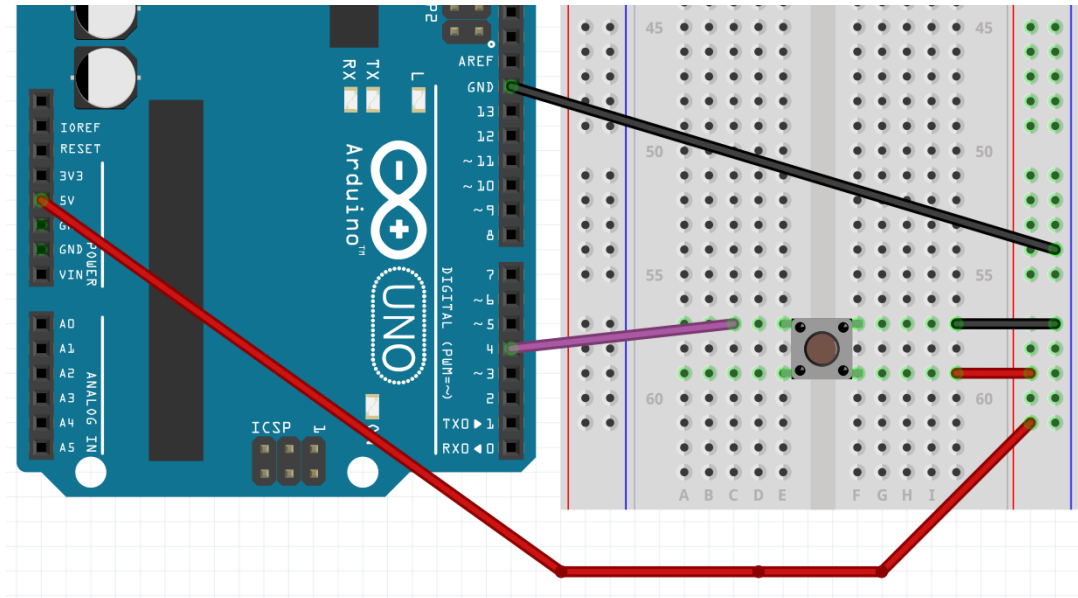 AREF
GND
13
12
~11
~10
~9
8
7
~6
~5
4
~3
2
TX0▶1
RX0◀0
RX
TX
L
IOREF
RESET
3V3
5V
GND
VIN
POWER
A0
A1
A2
A3
A4
A5
ANALOG IN
Arduino™
UNO
DIGITAL (PWM=~)
ICSP
1
45
50
55
60
A B C D E
45
50
55
60
F G H I